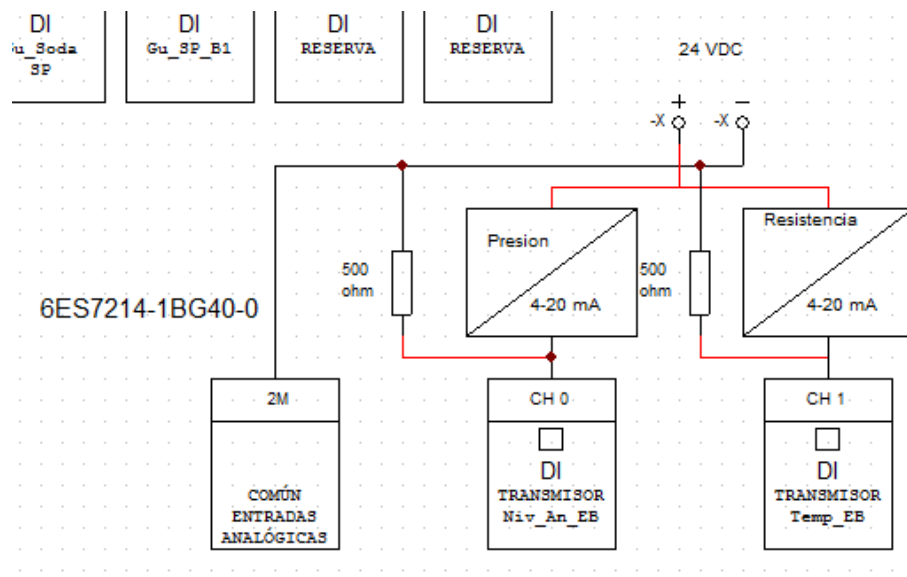 DI
DI
DI
DI
Gu_SP_B1
RESERVA
RESERVA
SP
24 VDC
+
−
-X
-X
Presion
4-20 mA
Resistencia
4-20 mA
500
ohm
500
ohm
6ES7214-1BG40-0
2M
COMÚN
ENTRADAS
ANALÓGICAS
CH 0
DI
TRANSMISOR
Niv_An_EB
CH 1
DI
TRANSMISOR
Temp_EB